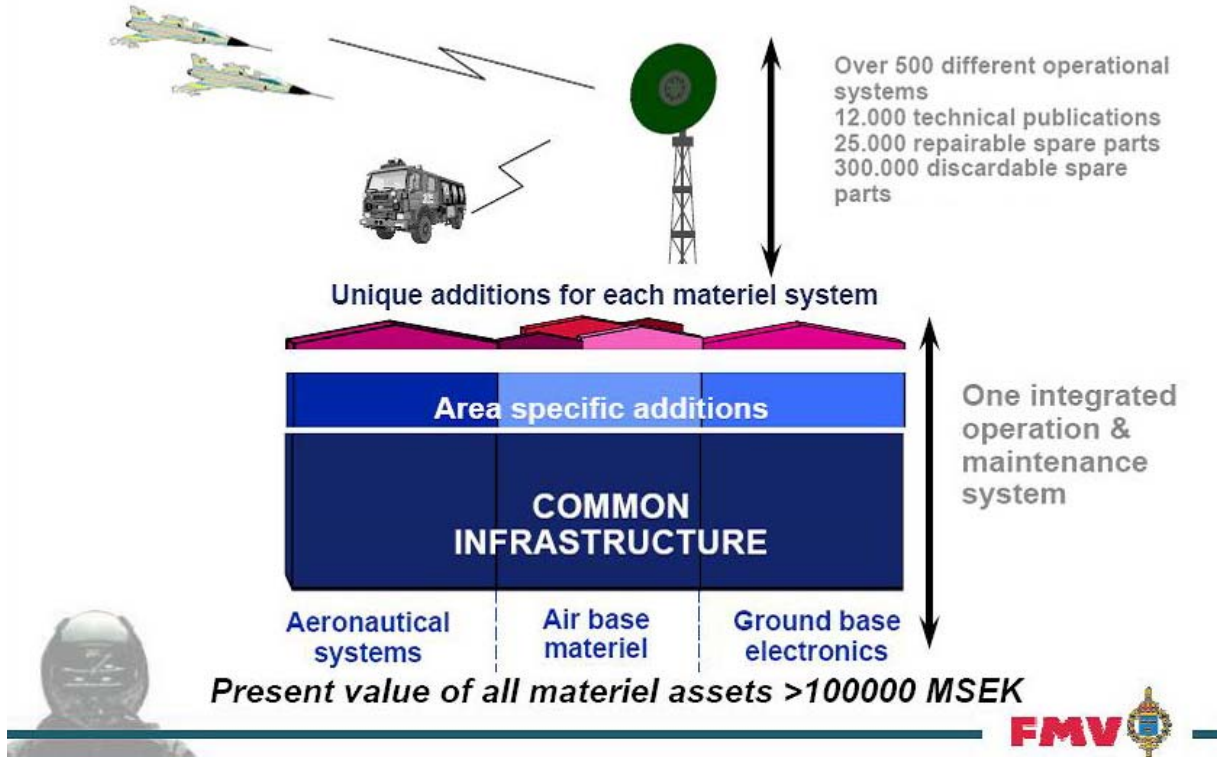 Over 500 different operational
systems
12.000 technical publications
25.000 repairable spare parts
300.000 discardable spare
parts
Unique additions for each materiel system
Area specific additions
COMMON
INFRASTRUCTURE
One integrated
operation &
maintenance
system
Aeronautical
systems
Air base
materiel
Ground base
electronics
Present value of all materiel assets >100000 MSEK
FMV